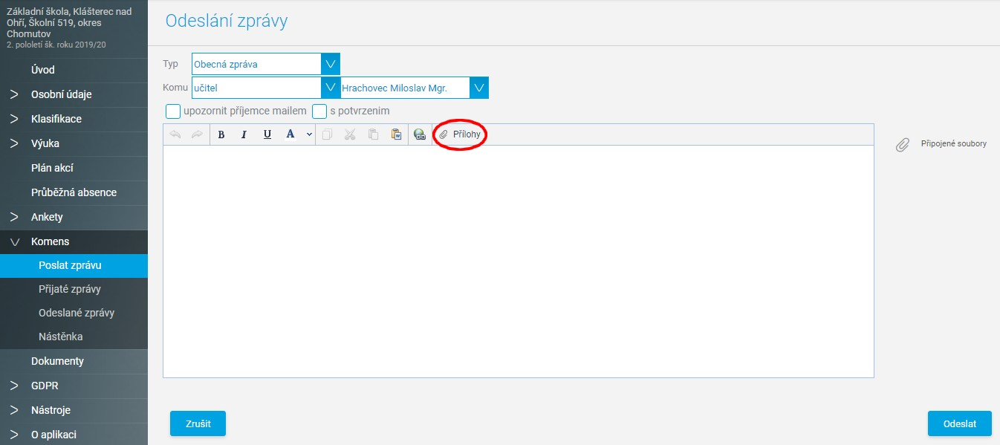 Základní škola, Klášterec nad
Ohří, Školní 519, okres
Chomutov
2. pololetí šk. roku 2019/20
Úvod
Osobní údaje
Klasifikace
Výuka
Plán akcí
Průběžná absence
Ankety
Komens
Poslat zprávu
Přijaté zprávy
Odeslané zprávy
Nástěnka
Dokumenty
GDPR
Nástroje
O aplikaci
Odeslání zprávy
Typ Obecná zpráva
Komu učitel Hrachovec Miloslav Mgr.
upozornit příjemce mailem s potvrzením
B I U A Přílohy
Připojené soubory
Zrušit Odeslat